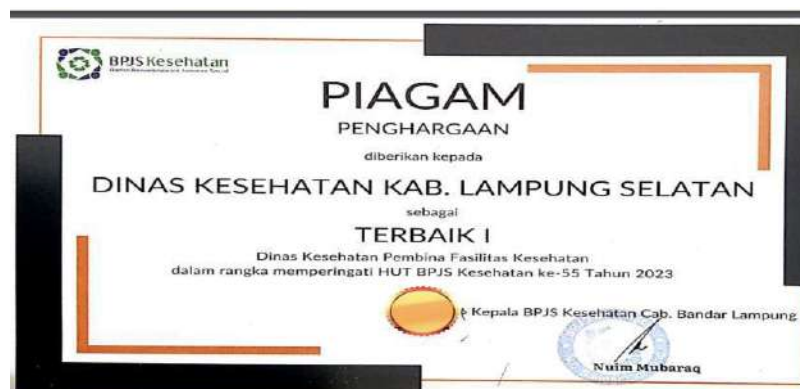 BPJS Kesehatan
PIAGAM
PENGHARGAAN
diberikan kepada
DINAS KESEHATAN KAB. LAMPUNG SELATAN
sebagai
TERBAIK I
Dinas Kesehatan Pembina Fasilitas Kesehatan
dalam rangka memperingati HUT BPJS Kesehatan ke-55 Tahun 2023
Kepala BPJS Kesehatan Cab. Bandar Lampung
Nuim Mubaraq